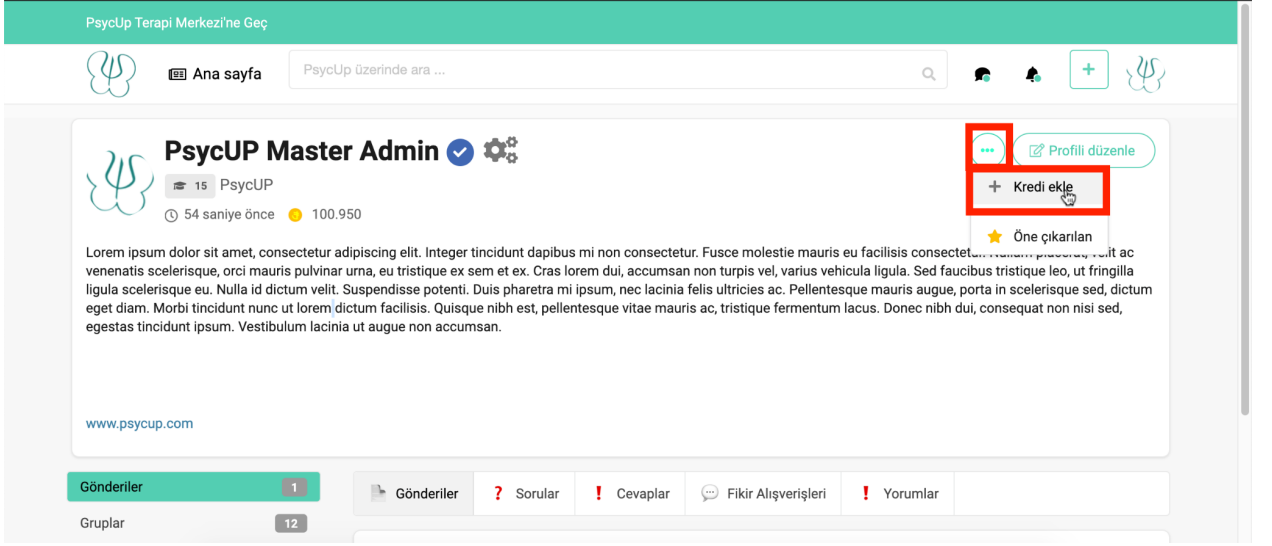 PsycUp Terapi Merkezi'ne Geç
Ana sayfa
PsycUp üzerinde ara ...
PsycUP Master Admin
Profili düzenle
15 PsycUP
Kredi ekle
54 saniye önce 100.950
Öne çıkarılan
Lorem ipsum dolor sit amet, consectetur adipiscing elit. Integer tincidunt dapibus mi non consectetur. Fusce molestie mauris eu facilisis consectetur. Nullam placerat, velit ac
venenatis scelerisque, orci mauris pulvinar urna, eu tristique ex sem et ex. Cras lorem dui, accumsan non turpis vel, varius vehicula ligula. Sed faucibus tristique leo, ut fringilla
ligula scelerisque eu. Nulla id dictum velit. Suspendisse potenti. Duis pharetra mi ipsum, nec lacinia felis ultricies ac. Pellentesque mauris augue, porta in scelerisque sed, dictum
eget diam. Morbi tincidunt nunc ut lorem dictum facilisis. Quisque nibh est, pellentesque vitae mauris ac, tristique fermentum lacus. Donec nibh dui, consequat non nisi sed,
egestas tincidunt ipsum. Vestibulum lacinia ut augue non accumsan.
www.psycup.com
Gönderiler 1
Gönderiler
Sorular
Cevaplar
Fikir Alışverişleri
Yorumlar
Gruplar 12